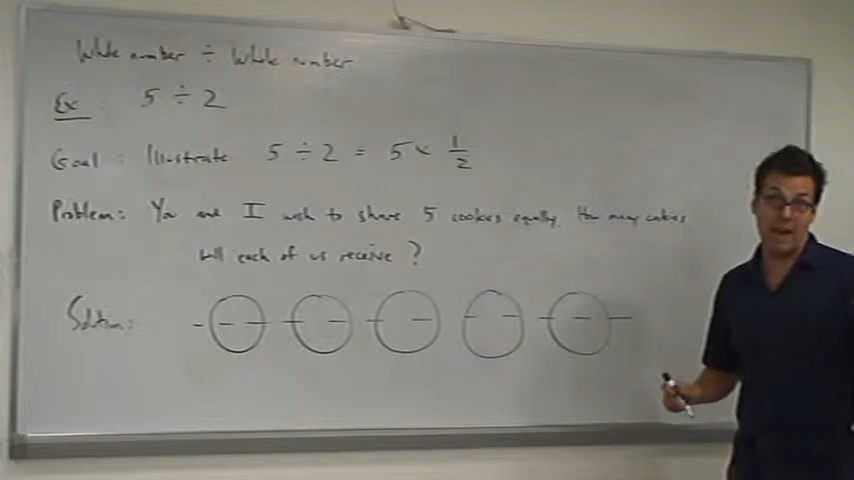 Whole number ÷ Whole number
Ex: 5 ÷ 2
Goal: Illustrate 5 ÷ 2 = 5 × 1/2
Problem: You and I wish to share 5 cookies equally. How many cookies
will each of us receive?
Solution: